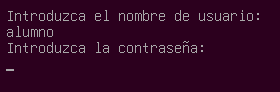 Introduzca el nombre de usuario:
alumno
Introduzca la contraseña: